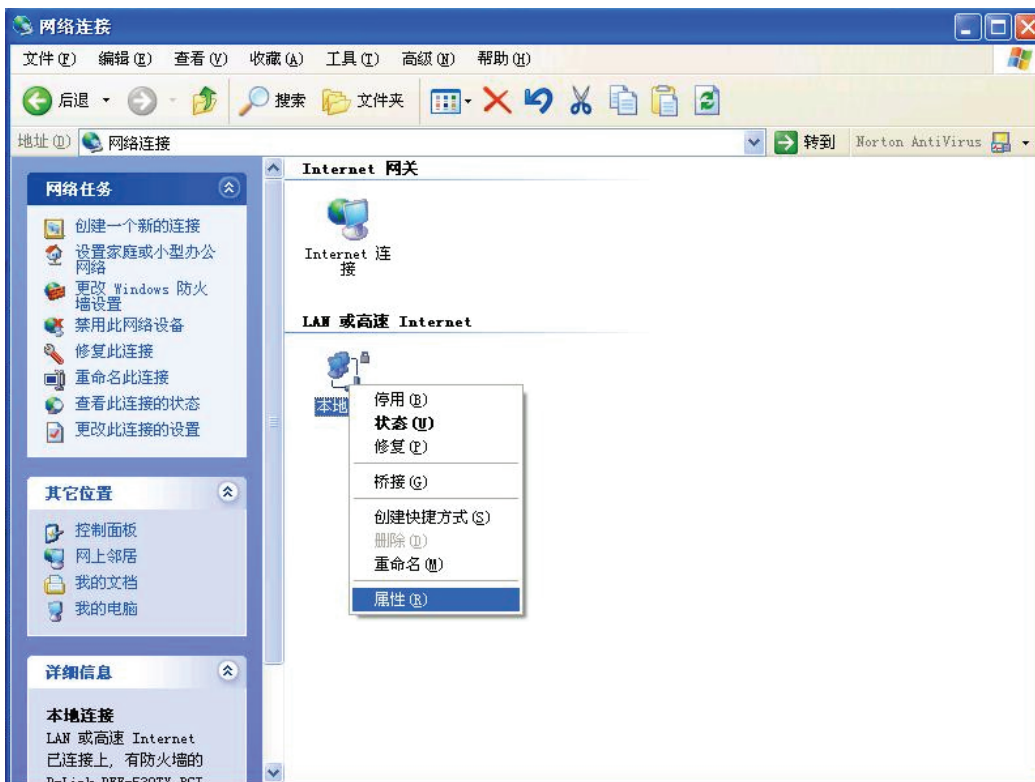 网络连接
文件(F) 编辑(E) 查看(V) 收藏(A) 工具(T) 高级(N) 帮助(H)
后退 搜索 文件夹
地址(D) 网络连接 转到 Norton AntiVirus
网络任务
创建一个新的连接
设置家庭或小型办公
网络
更改 Windows 防火
墙设置
禁用此网络设备
修复此连接
重命名此连接
查看此连接的状态
更改此连接的设置
其它位置
控制面板
网上邻居
我的文档
我的电脑
详细信息
本地连接
LAN 或高速 Internet
已连接上，有防火墙的
D-Link DFE-530TX PCI
Internet 网关
Internet 连
接
LAN 或高速 Internet
本地
停用(B)
状态(U)
修复(P)
桥接(G)
创建快捷方式(S)
删除(D)
重命名(M)
属性(R)